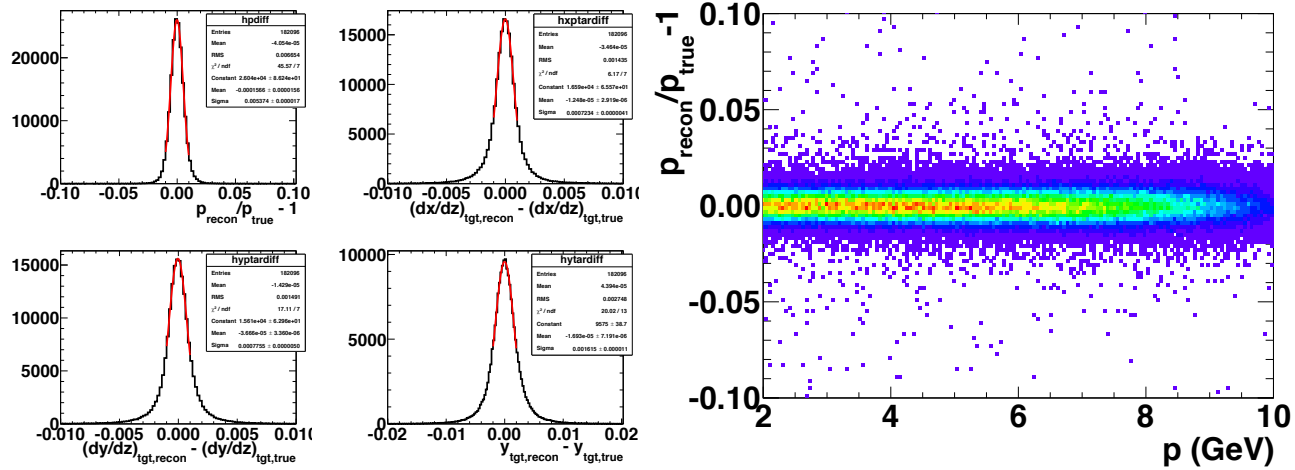 hpdiff
Entries 182096
Mean -4.054e-05
RMS 0.006654
χ² / ndf 45.57 / 7
Constant 2.604e+04 ± 8.624e+01
Mean -0.0001566 ± 0.0000156
Sigma 0.005374 ± 0.000017
20000
10000
0
-0.10 -0.05 0.00 0.05 0.10
p_recon/p_true - 1
hxptardiff
Entries 182096
Mean -3.464e-05
RMS 0.001435
χ² / ndf 6.17 / 7
Constant 1.659e+04 ± 6.557e+01
Mean -1.248e-05 ± 2.919e-06
Sigma 0.0007234 ± 0.0000041
15000
10000
5000
0
-0.010 -0.005 0.000 0.005 0.010
(dx/dz)_tgt,recon - (dx/dz)_tgt,true
hyptardiff
Entries 182096
Mean -1.429e-05
RMS 0.001491
χ² / ndf 17.11 / 7
Constant 1.561e+04 ± 6.296e+01
Mean -3.666e-05 ± 3.360e-06
Sigma 0.0007755 ± 0.0000050
15000
10000
5000
0
-0.010 -0.005 0.000 0.005 0.010
(dy/dz)_tgt,recon - (dy/dz)_tgt,true
hytardiff
Entries 182096
Mean 4.394e-05
RMS 0.002748
χ² / ndf 20.02 / 13
Constant 9575 ± 38.7
Mean -1.693e-05 ± 7.191e-06
Sigma 0.001615 ± 0.000011
10000
8000
6000
4000
2000
0
-0.02 -0.01 0.00 0.01 0.02
y_tgt,recon - y_tgt,true
p_recon/p_true -1
0.10
0.05
0.00
-0.05
-0.10
2 4 6 8 10
p (GeV)